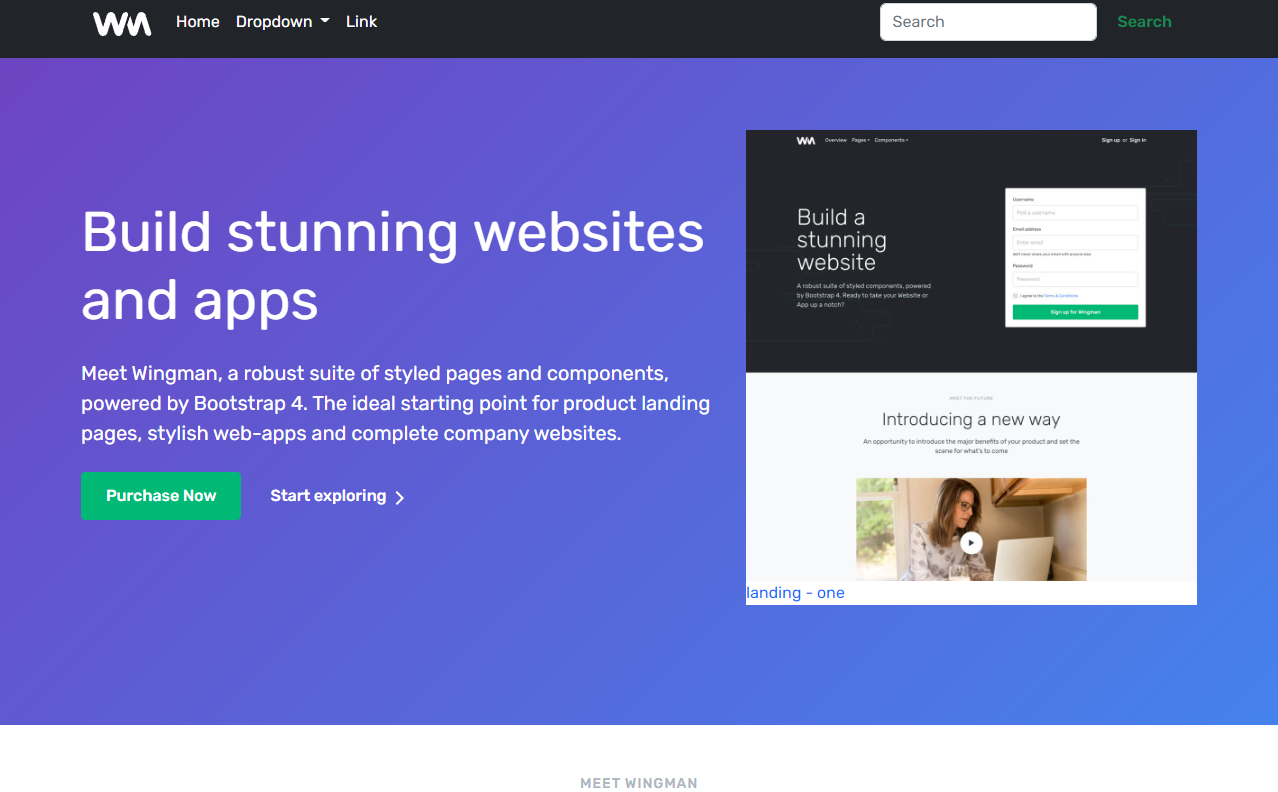 WM
Home Dropdown Link Search Search
Build stunning websites
and apps
Meet Wingman, a robust suite of styled pages and components,
powered by Bootstrap 4. The ideal starting point for product landing
pages, stylish web-apps and complete company websites.
Purchase Now Start exploring
WM Overview Pages Components Sign up or Sign in
Build a
stunning
website
A robust suite of styled components, powered
by Bootstrap 4. Ready to take your Website or
App up a notch?
Username
Pick a username
Email address
Enter email
We'll never share your email with anyone else.
Password
Password
I agree to the Terms & Conditions
Sign up for Wingman
MEET THE FUTURE
Introducing a new way
An opportunity to introduce the major benefits of your product and set the
scene for what's to come
landing - one
MEET WINGMAN